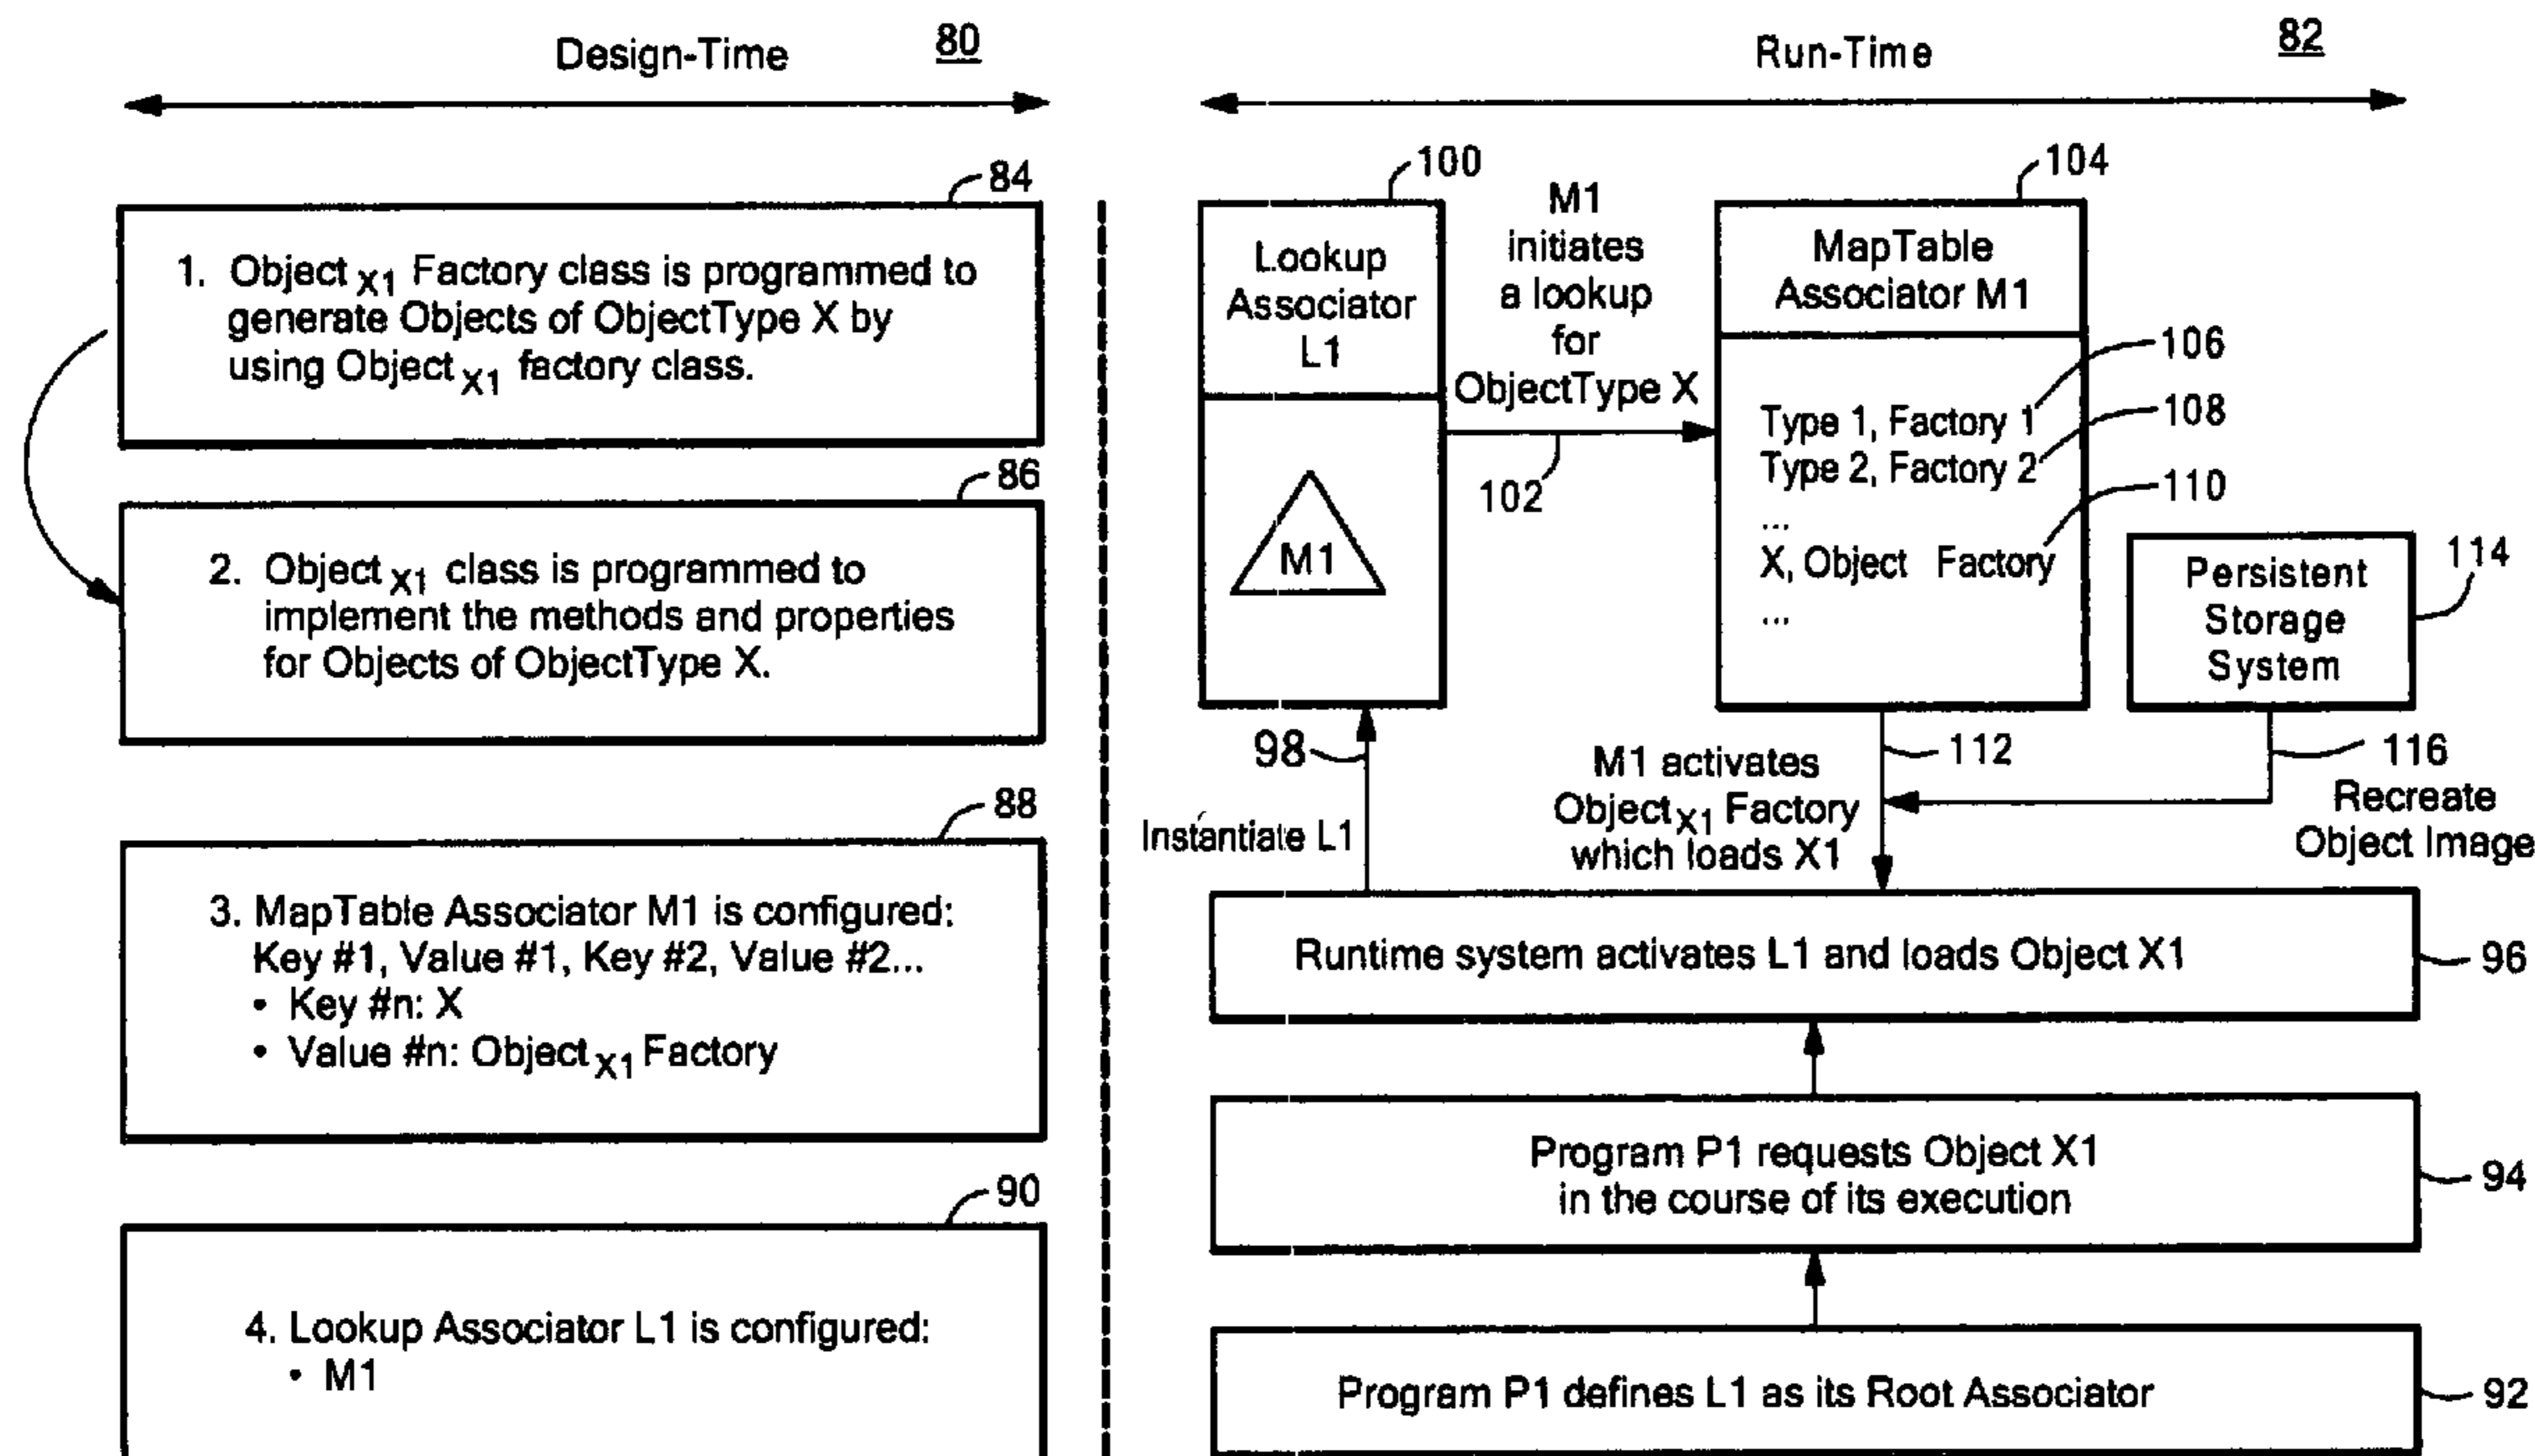 Design-Time 80
84
1. Object X1 Factory class is programmed to
generate Objects of ObjectType X by
using Object X1 factory class.
86
2. Object X1 class is programmed to
implement the methods and properties
for Objects of ObjectType X.
88
3. MapTable Associator M1 is configured:
Key #1, Value #1, Key #2, Value #2...
• Key #n: X
• Value #n: Object X1 Factory
90
4. Lookup Associator L1 is configured:
• M1
Run-Time 82
100
Lookup
Associator
L1
M1
M1
initiates
a lookup
for
ObjectType X
102
104
MapTable
Associator M1
Type 1, Factory 1
Type 2, Factory 2
...
X, Object Factory
...
106
108
110
Persistent
Storage
System
114
98
Instantiate L1
M1 activates
Object X1 Factory
which loads X1
112
116
Recreate
Object Image
Runtime system activates L1 and loads Object X1
96
Program P1 requests Object X1
in the course of its execution
94
Program P1 defines L1 as its Root Associator
92